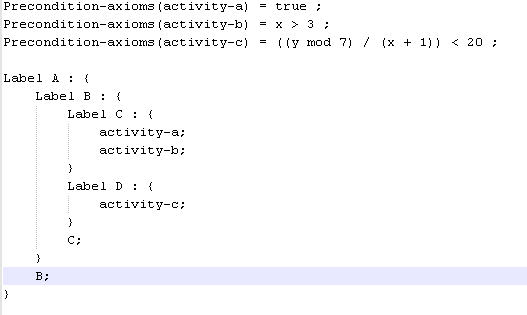 Precondition-axioms(activity-a) = true ;
Precondition-axioms(activity-b) = x > 3 ;
Precondition-axioms(activity-c) = ((y mod 7) / (x + 1)) < 20 ;

Label A : {
    Label B : {
        Label C : {
            activity-a;
            activity-b;
        }
        Label D : {
            activity-c;
        }
        C;
    }
    B;
}